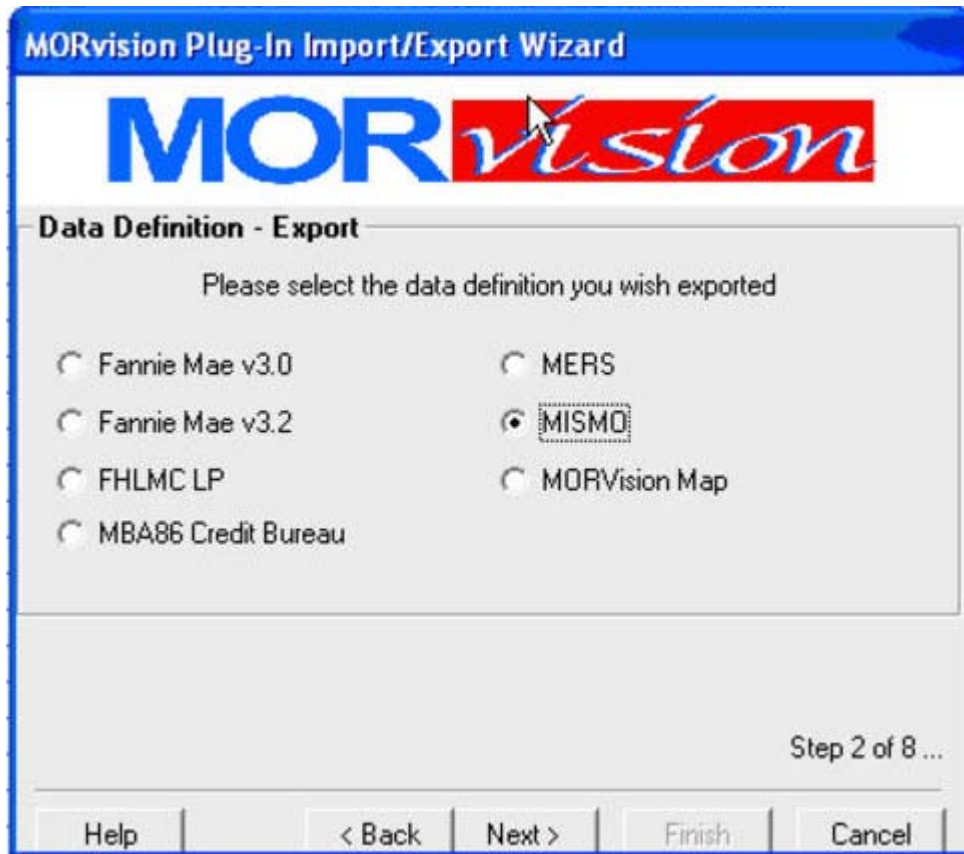 MORvision Plug-In Import/Export Wizard
MORvision
Data Definition - Export
Please select the data definition you wish exported
Fannie Mae v3.0
MERS
Fannie Mae v3.2
MISMO
FHLMC LP
MORVision Map
MBA86 Credit Bureau
Step 2 of 8 ...
Help
< Back
Next >
Finish
Cancel